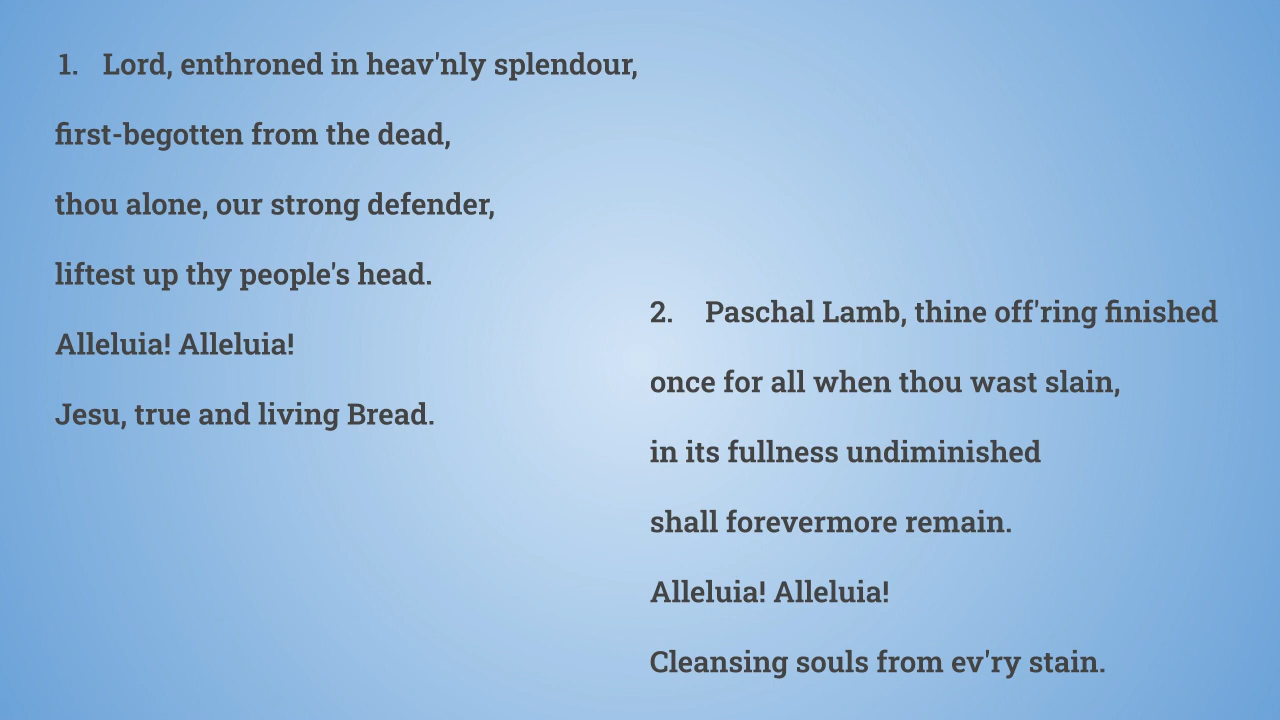 1. Lord, enthroned in heav'nly splendour,
first-begotten from the dead,
thou alone, our strong defender,
liftest up thy people's head.
Alleluia! Alleluia!
Jesu, true and living Bread.
2. Paschal Lamb, thine off'ring finished
once for all when thou wast slain,
in its fullness undiminished
shall forevermore remain.
Alleluia! Alleluia!
Cleansing souls from ev'ry stain.